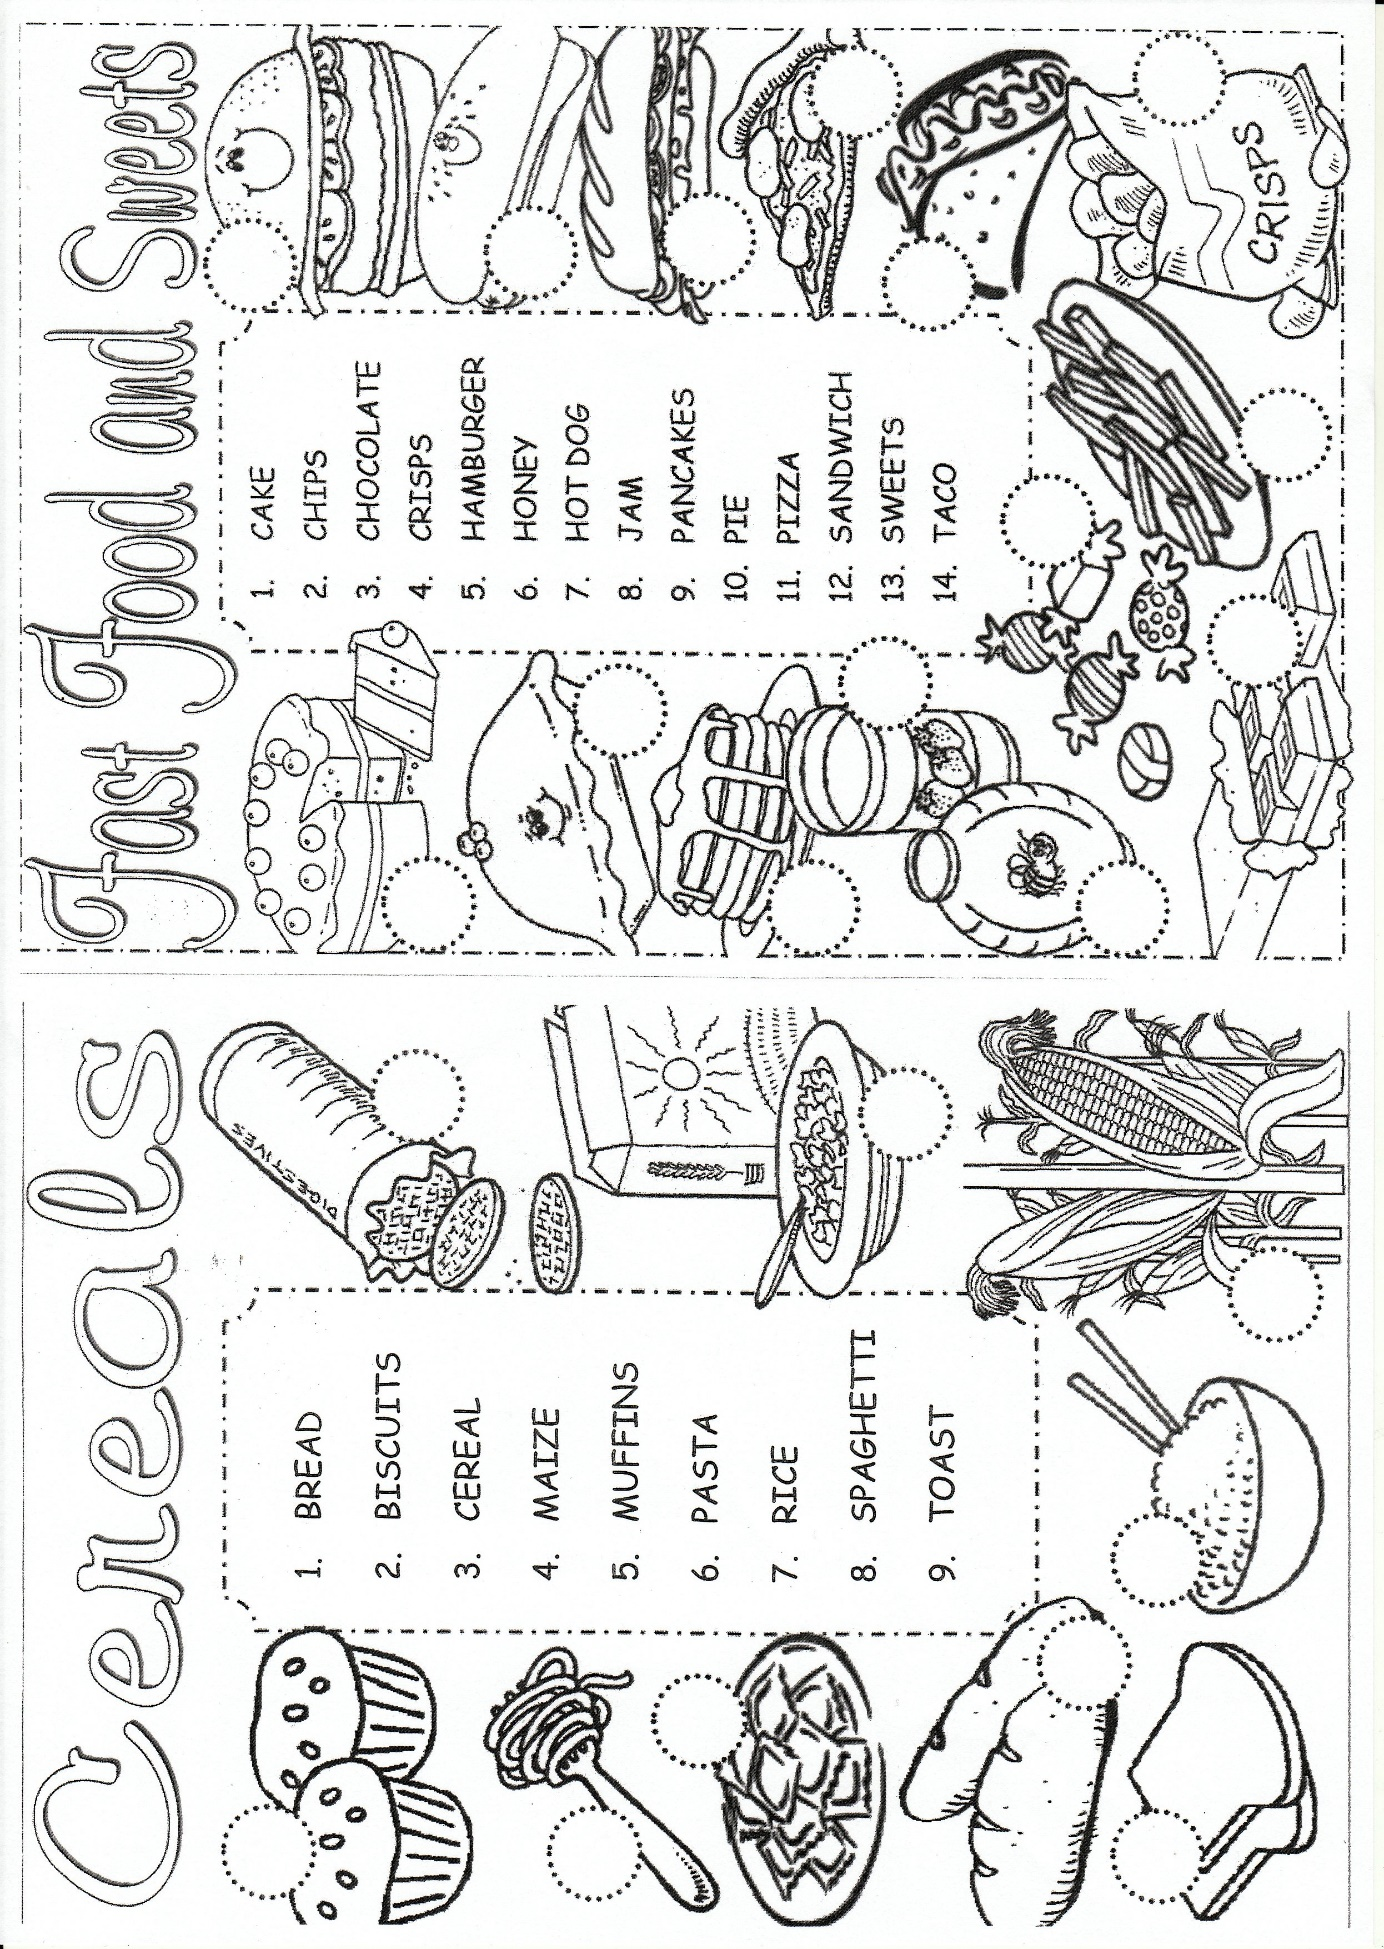 Cereals
1. BREAD
2. BISCUITS
3. CEREAL
4. MAIZE
5. MUFFINS
6. PASTA
7. RICE
8. SPAGHETTI
9. TOAST
DIGESTIVES
Fast Food and Sweets
1. CAKE
2. CHIPS
3. CHOCOLATE
4. CRISPS
5. HAMBURGER
6. HONEY
7. HOT DOG
8. JAM
9. PANCAKES
10. PIE
11. PIZZA
12. SANDWICH
13. SWEETS
14. TACO
CRISPS